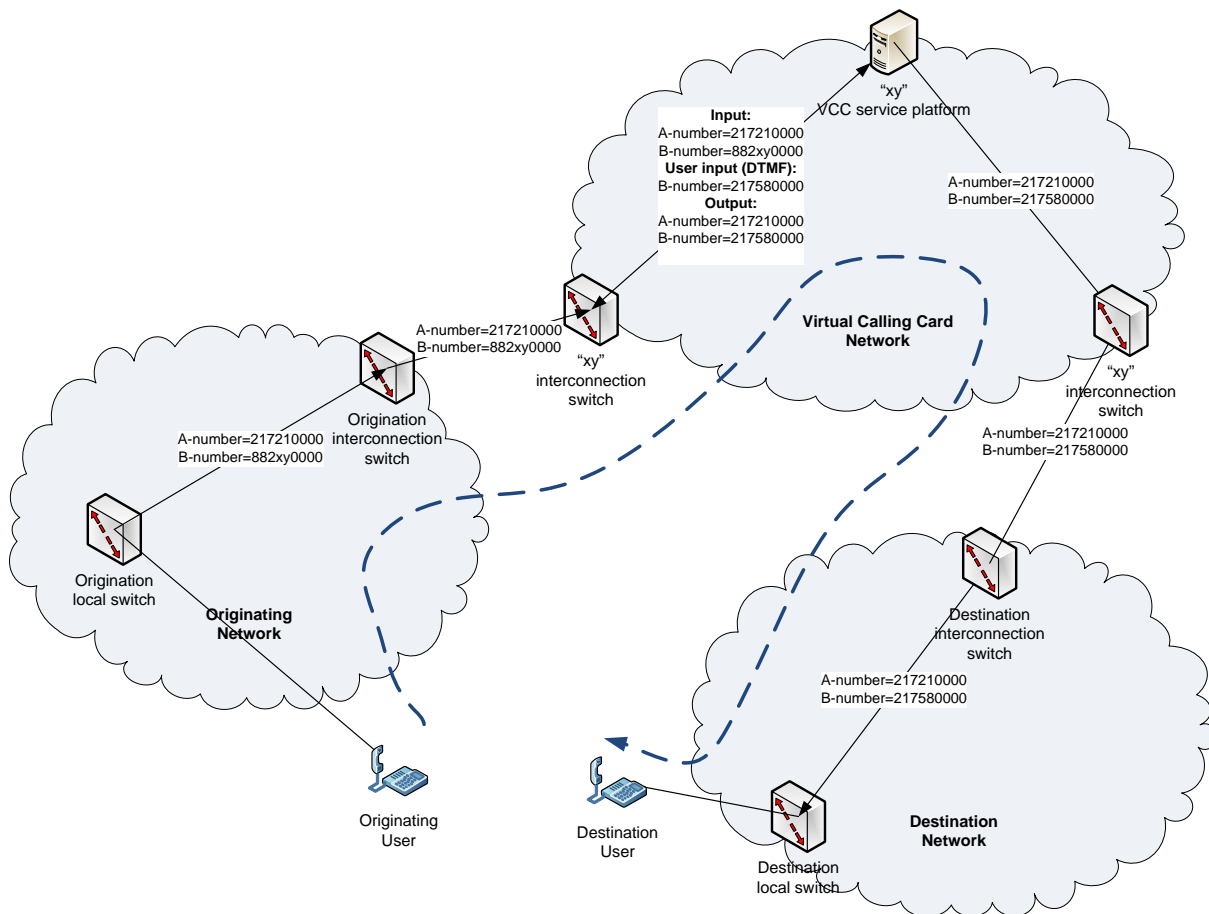 “xy”
VCC service platform
Input:
A-number=217210000
B-number=882xy0000
User input (DTMF):
B-number=217580000
Output:
A-number=217210000
B-number=217580000
A-number=217210000
B-number=217580000
Virtual Calling Card
Network
A-number=217210000
B-number=882xy0000
“xy”
interconnection
switch
“xy”
interconnection
switch
Origination
interconnection
switch
A-number=217210000
B-number=882xy0000
A-number=217210000
B-number=217580000
Origination
local switch
Originating
Network
Destination
interconnection
switch
A-number=217210000
B-number=217580000
Originating
User
Destination
User
Destination
local switch
Destination
Network